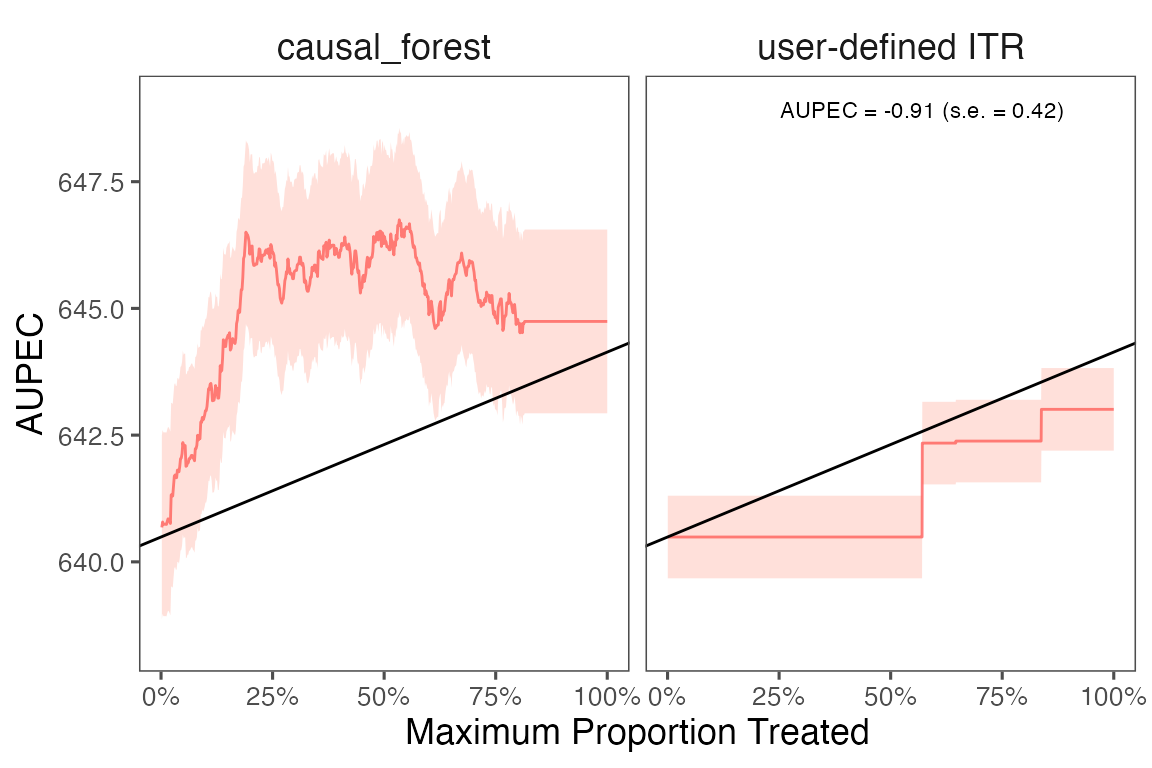 causal_forest
user-defined ITR
AUPEC = -0.91 (s.e. = 0.42)
AUPEC
647.5
645.0
642.5
640.0
0% 25% 50% 75% 100%
0% 25% 50% 75% 100%
Maximum Proportion Treated